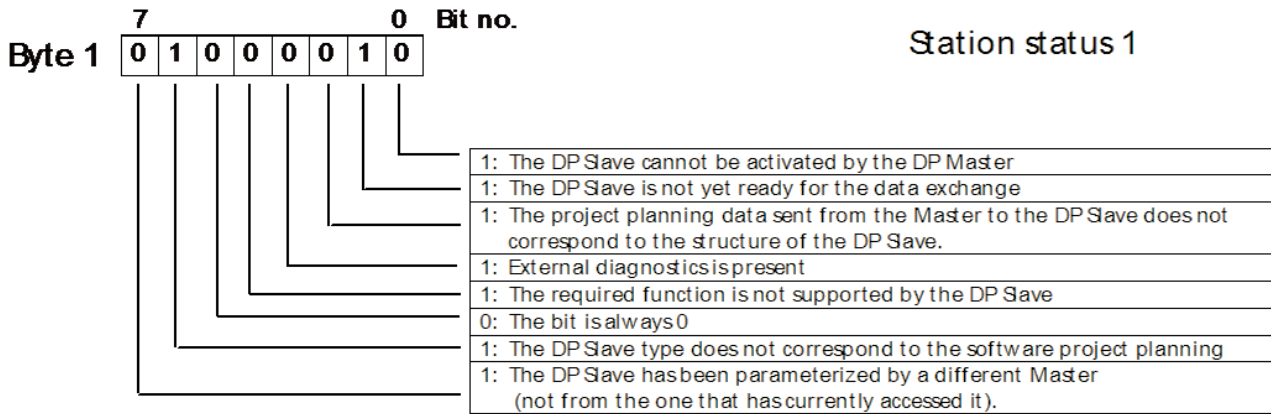 7 0 Bit no.
Byte 1 0 1 0 0 0 0 1 0
Station status 1
1: The DP Slave cannot be activated by the DP Master
1: The DP Slave is not yet ready for the data exchange
1: The project planning data sent from the Master to the DP Slave does not
correspond to the structure of the DP Slave.
1: External diagnostics is present
1: The required function is not supported by the DP Slave
0: The bit is always 0
1: The DP Slave type does not correspond to the software project planning
1: The DP Slave has been parameterized by a different Master
(not from the one that has currently accessed it).